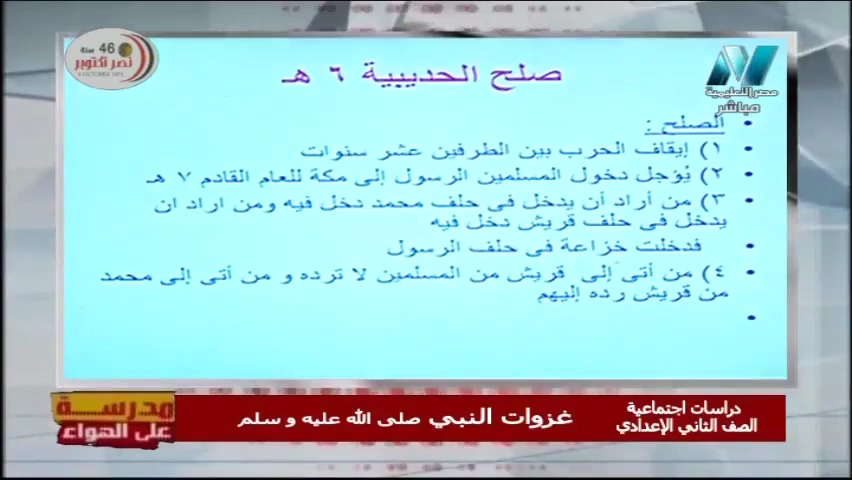 46 سنة
نصر أكتوبر
6 OCTOBER 1973
مصر التعليمية
مباشر
صلح الحديبية ٦ هـ
الصلح :
١) إيقاف الحرب بين الطرفين عشر سنوات
٢) يُؤجل دخول المسلمين الرسول إلى مكة للعام القادم ٧ هـ
٣) من أراد أن يدخل فى حلف محمد دخل فيه ومن اراد ان
يدخل فى حلف قريش دخل فيه
فدخلت خزاعة فى حلف الرسول
٤) من أتى إلى قريش من المسلمين لا ترده و من أتى إلى محمد
من قريش رده إليهم
دراسات اجتماعية
الصف الثاني الإعدادي
غزوات النبي صلى الله عليه و سلم
مدرسة
على الهواء